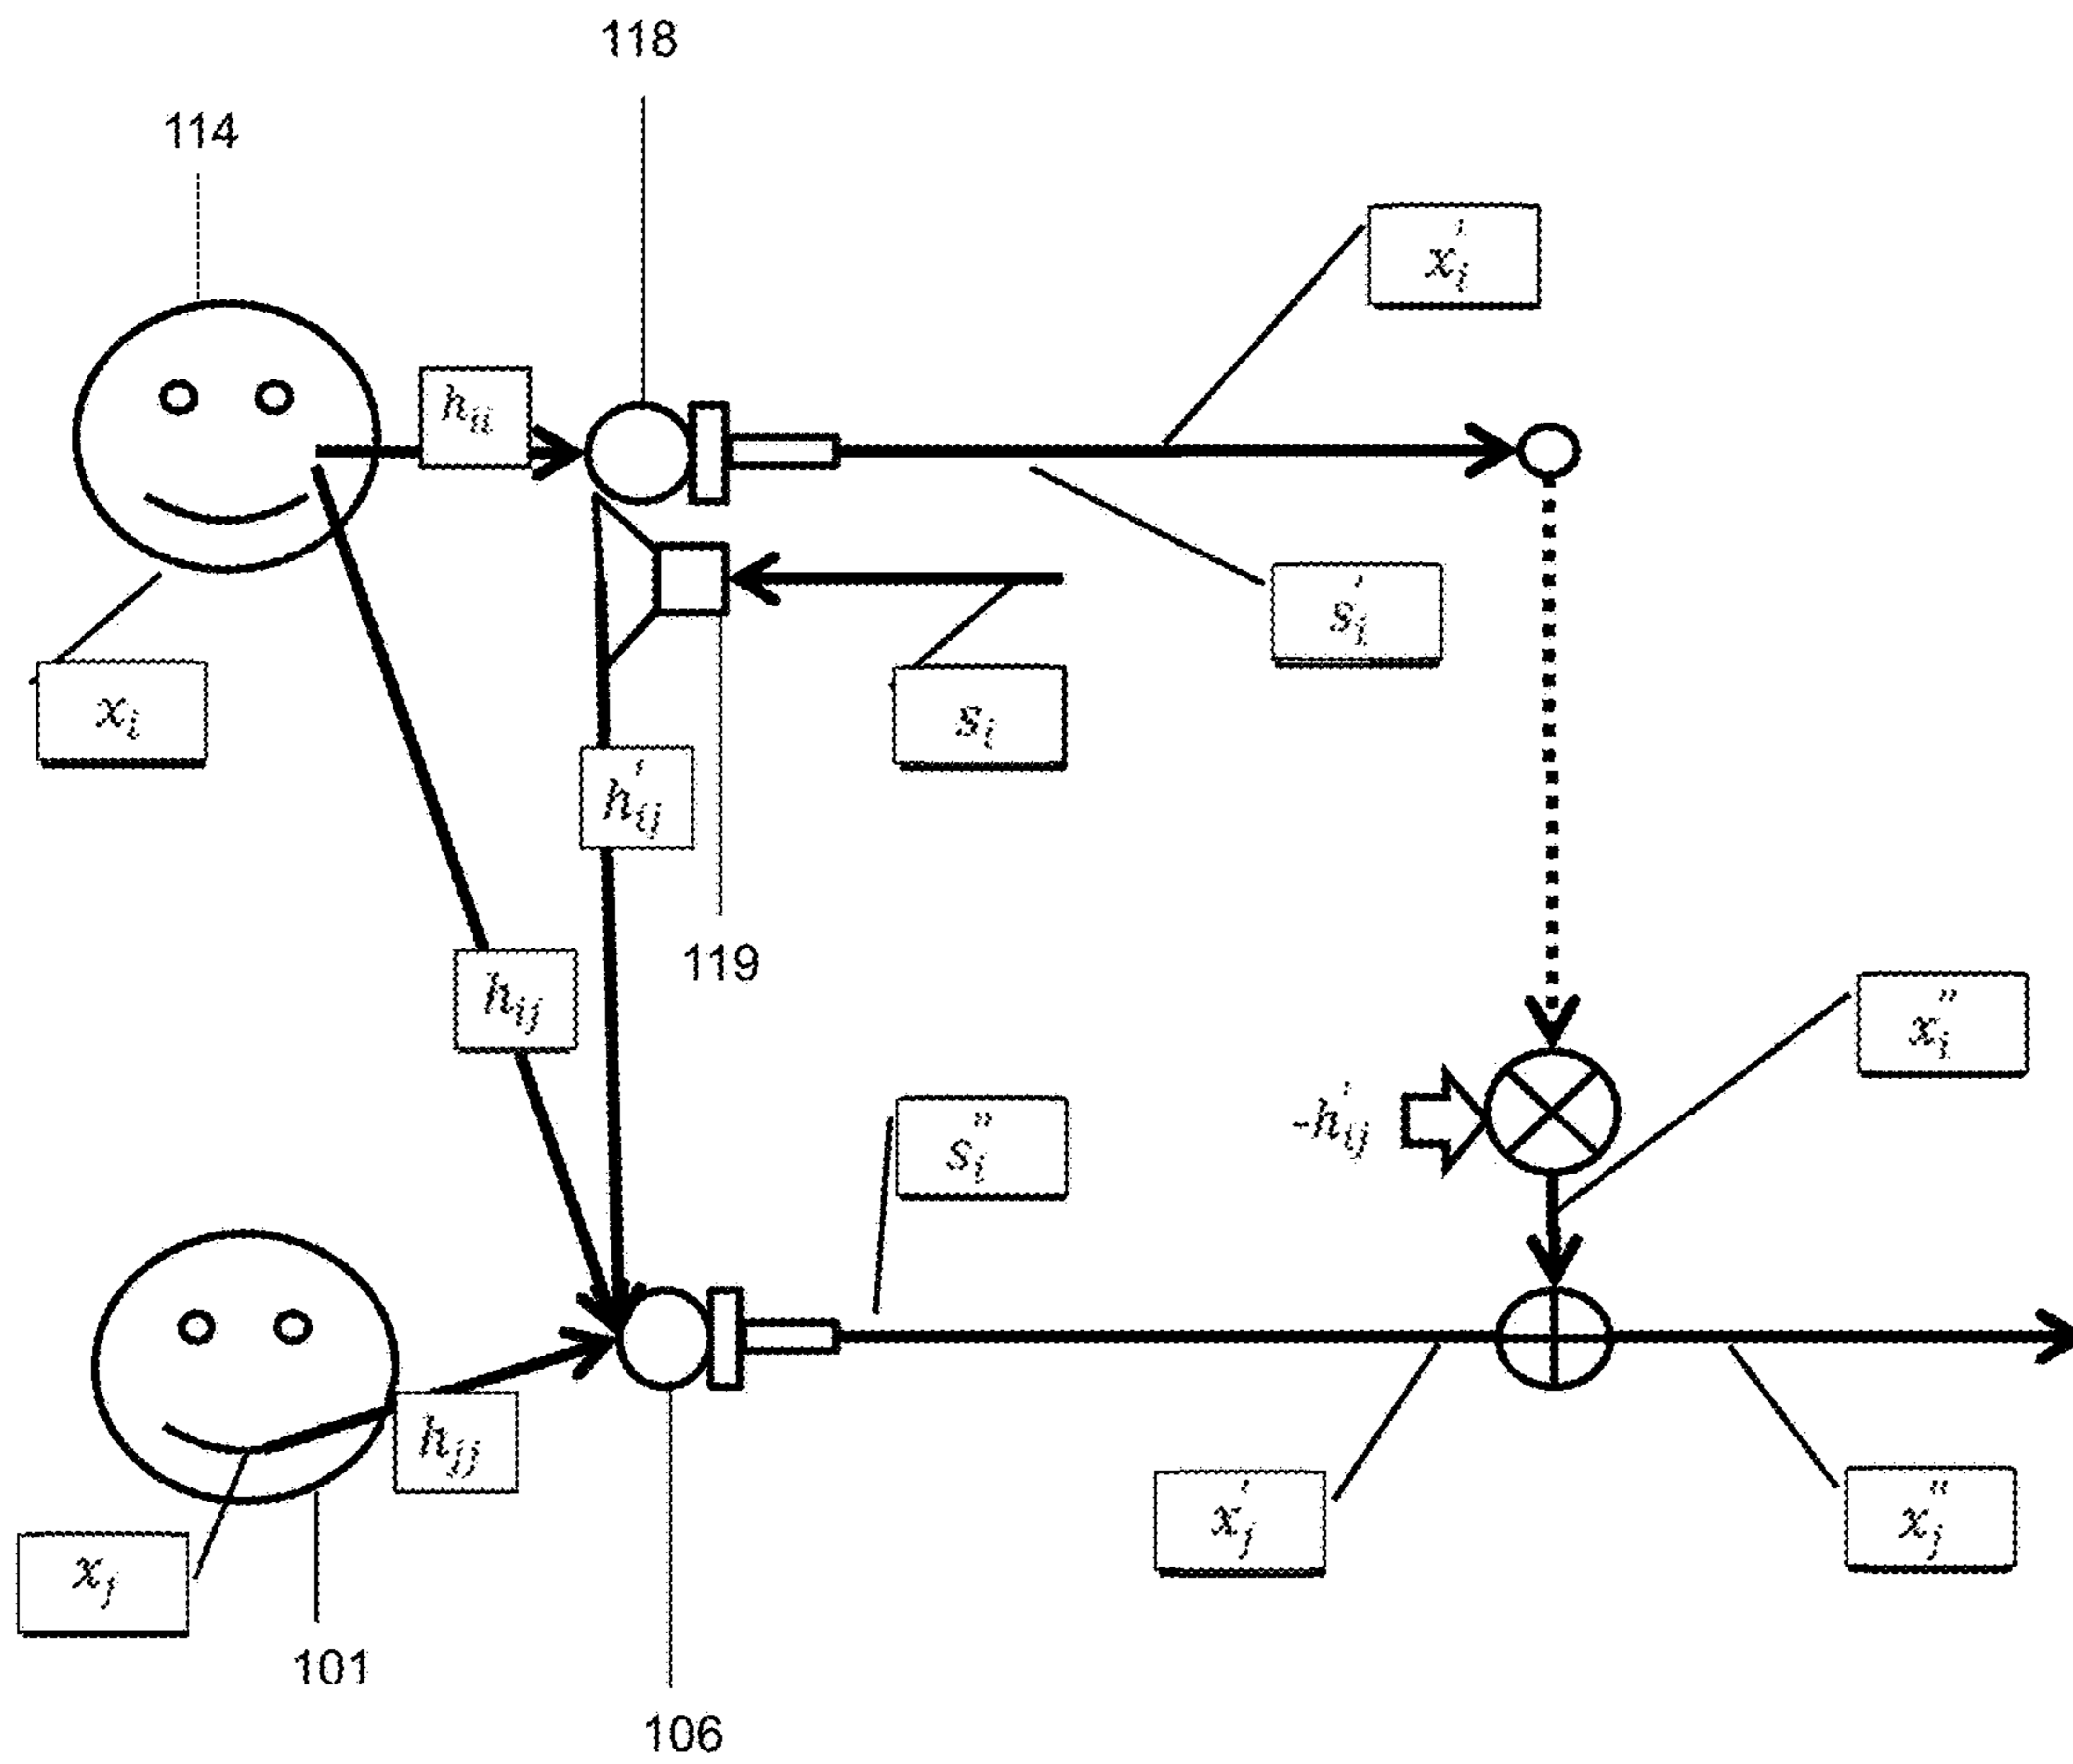 118
114
x'ᵢ
hᵢᵢ
s'ᵢ
xᵢ
sᵢ
h'ᵢⱼ
119
hᵢⱼ
x''ᵢ
s''ᵢ
-h'ᵢⱼ
hⱼⱼ
x'ⱼ
x''ⱼ
xⱼ
101
106